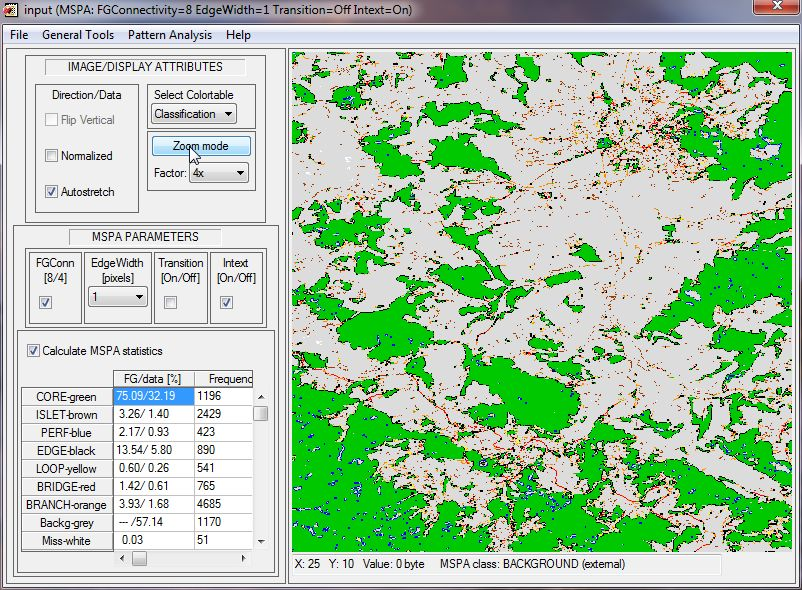 input (MSPA: FGConnectivity=8 EdgeWidth=1 Transition=Off Intext=On)
File General Tools Pattern Analysis Help
IMAGE/DISPLAY ATTRIBUTES
Direction/Data
Flip Vertical
Normalized
Autostretch
Select Colortable
Classification
Zoom mode
Factor: 4x
MSPA PARAMETERS
FGConn [8/4]
EdgeWidth [pixels]
1
Transition [On/Off]
Intext [On/Off]
Calculate MSPA statistics
FG/data [%] Frequenc
CORE-green 75.09/32.19 1196
ISLET-brown 3.26/ 1.40 2429
PERF-blue 2.17/ 0.93 423
EDGE-black 13.54/ 5.80 890
LOOP-yellow 0.60/ 0.26 541
BRIDGE-red 1.42/ 0.61 765
BRANCH-orange 3.93/ 1.68 4685
Backg-grey --- /57.14 1170
Miss-white 0.03 51
X: 25 Y: 10 Value: 0 byte MSPA class: BACKGROUND (external)